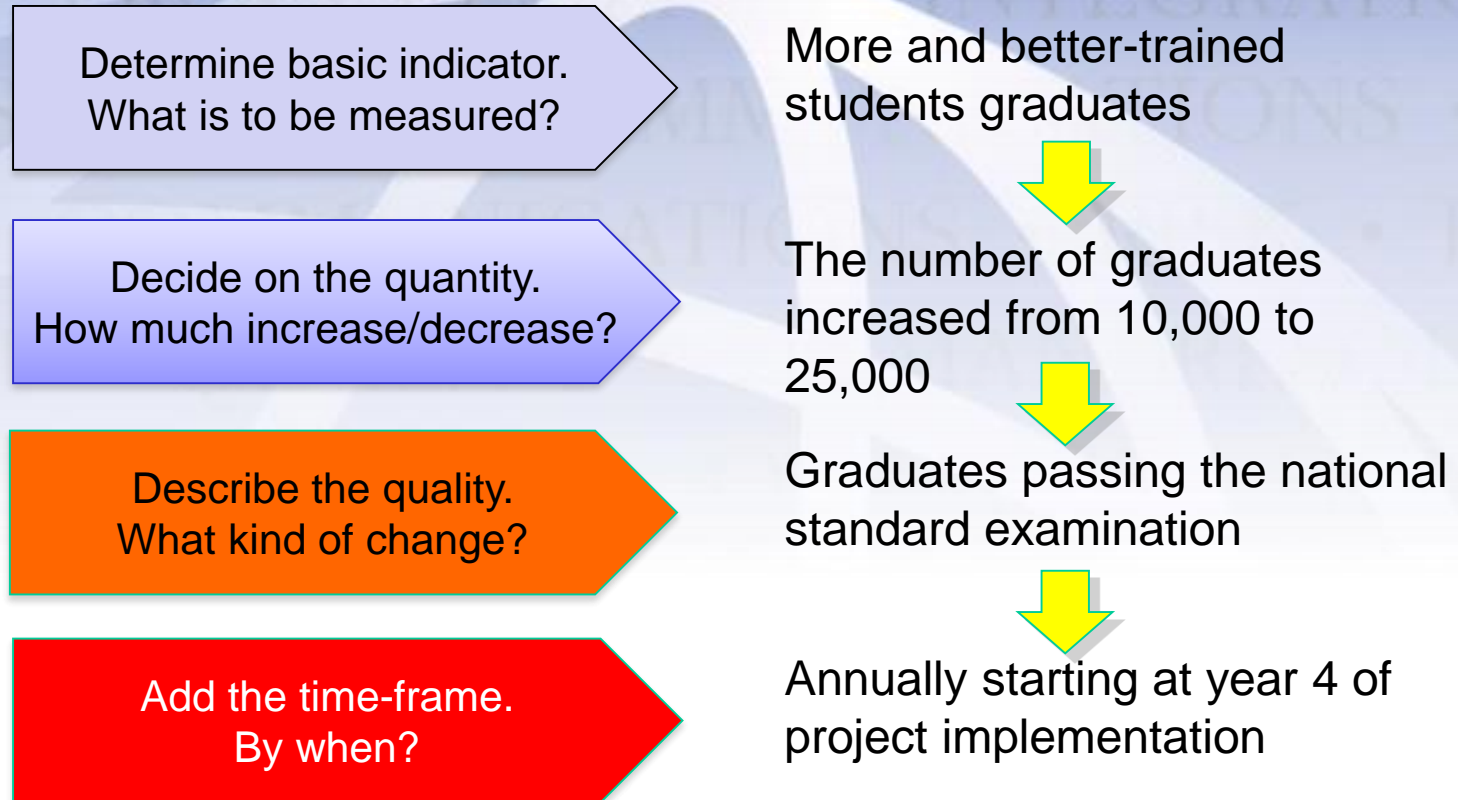 Determine basic indicator.
What is to be measured?
More and better-trained
students graduates
Decide on the quantity.
How much increase/decrease?
The number of graduates
increased from 10,000 to
25,000
Describe the quality.
What kind of change?
Graduates passing the national
standard examination
Add the time-frame.
By when?
Annually starting at year 4 of
project implementation